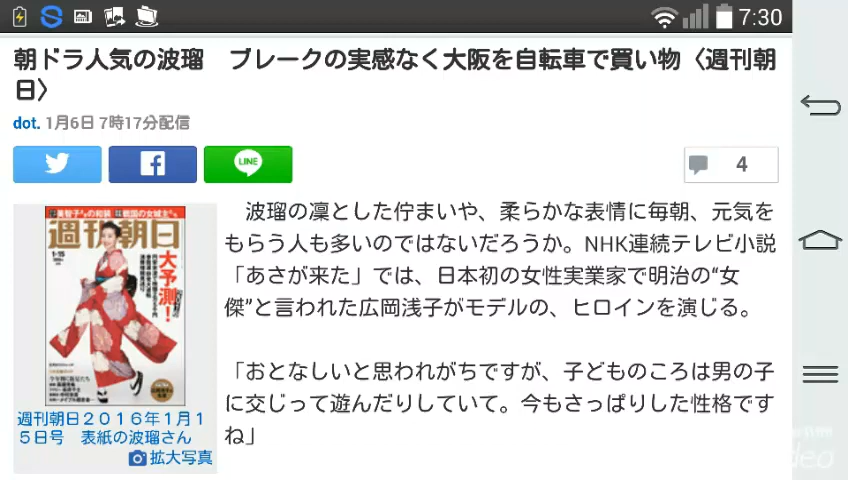 7:30
朝ドラ人気の波瑠　ブレークの実感なく大阪を自転車で買い物〈週刊朝
日〉
dot. 1月6日 7時17分配信
LINE
4
週刊朝日
1・15
大予測!
週刊朝日２０１６年１月１
５日号　表紙の波瑠さん
拡大写真
　波瑠の凛とした佇まいや、柔らかな表情に毎朝、元気を
もらう人も多いのではないだろうか。NHK連続テレビ小説
「あさが来た」では、日本初の女性実業家で明治の“女
傑”と言われた広岡浅子がモデルの、ヒロインを演じる。
「おとなしいと思われがちですが、子どものころは男の子
に交じって遊んだりしていて。今もさっぱりした性格です
ね」